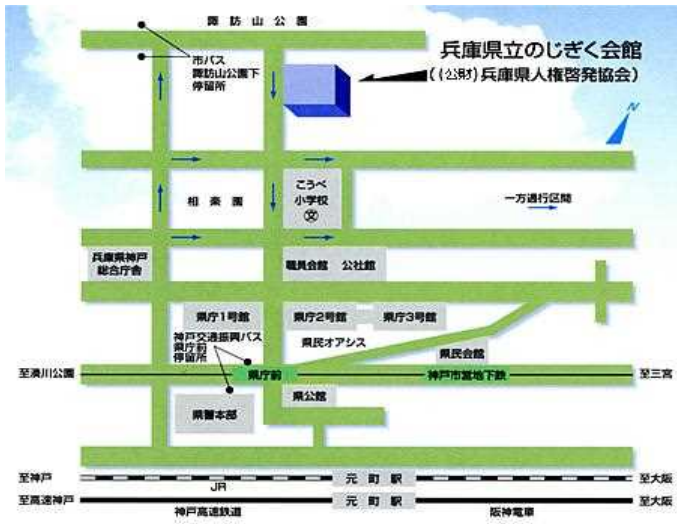 諏訪山公園
市バス
諏訪山公園下
停留所
兵庫県立のじぎく会館
((公財)兵庫県人権啓発協会)
N
こうべ
小学校
文
相楽園
一方通行区間
兵庫県神戸
総合庁舎
職員会館 公社館
県庁1号館
県庁2号館
県庁3号館
神戸交通振興バス
県庁前
停留所
県民オアシス
県民会館
至湊川公園
県庁前
神戸市営地下鉄
至三宮
県警本部
県公館
至神戸
JR
元町駅
至大阪
至高速神戸
神戸高速鉄道
元町駅
阪神電車
至大阪